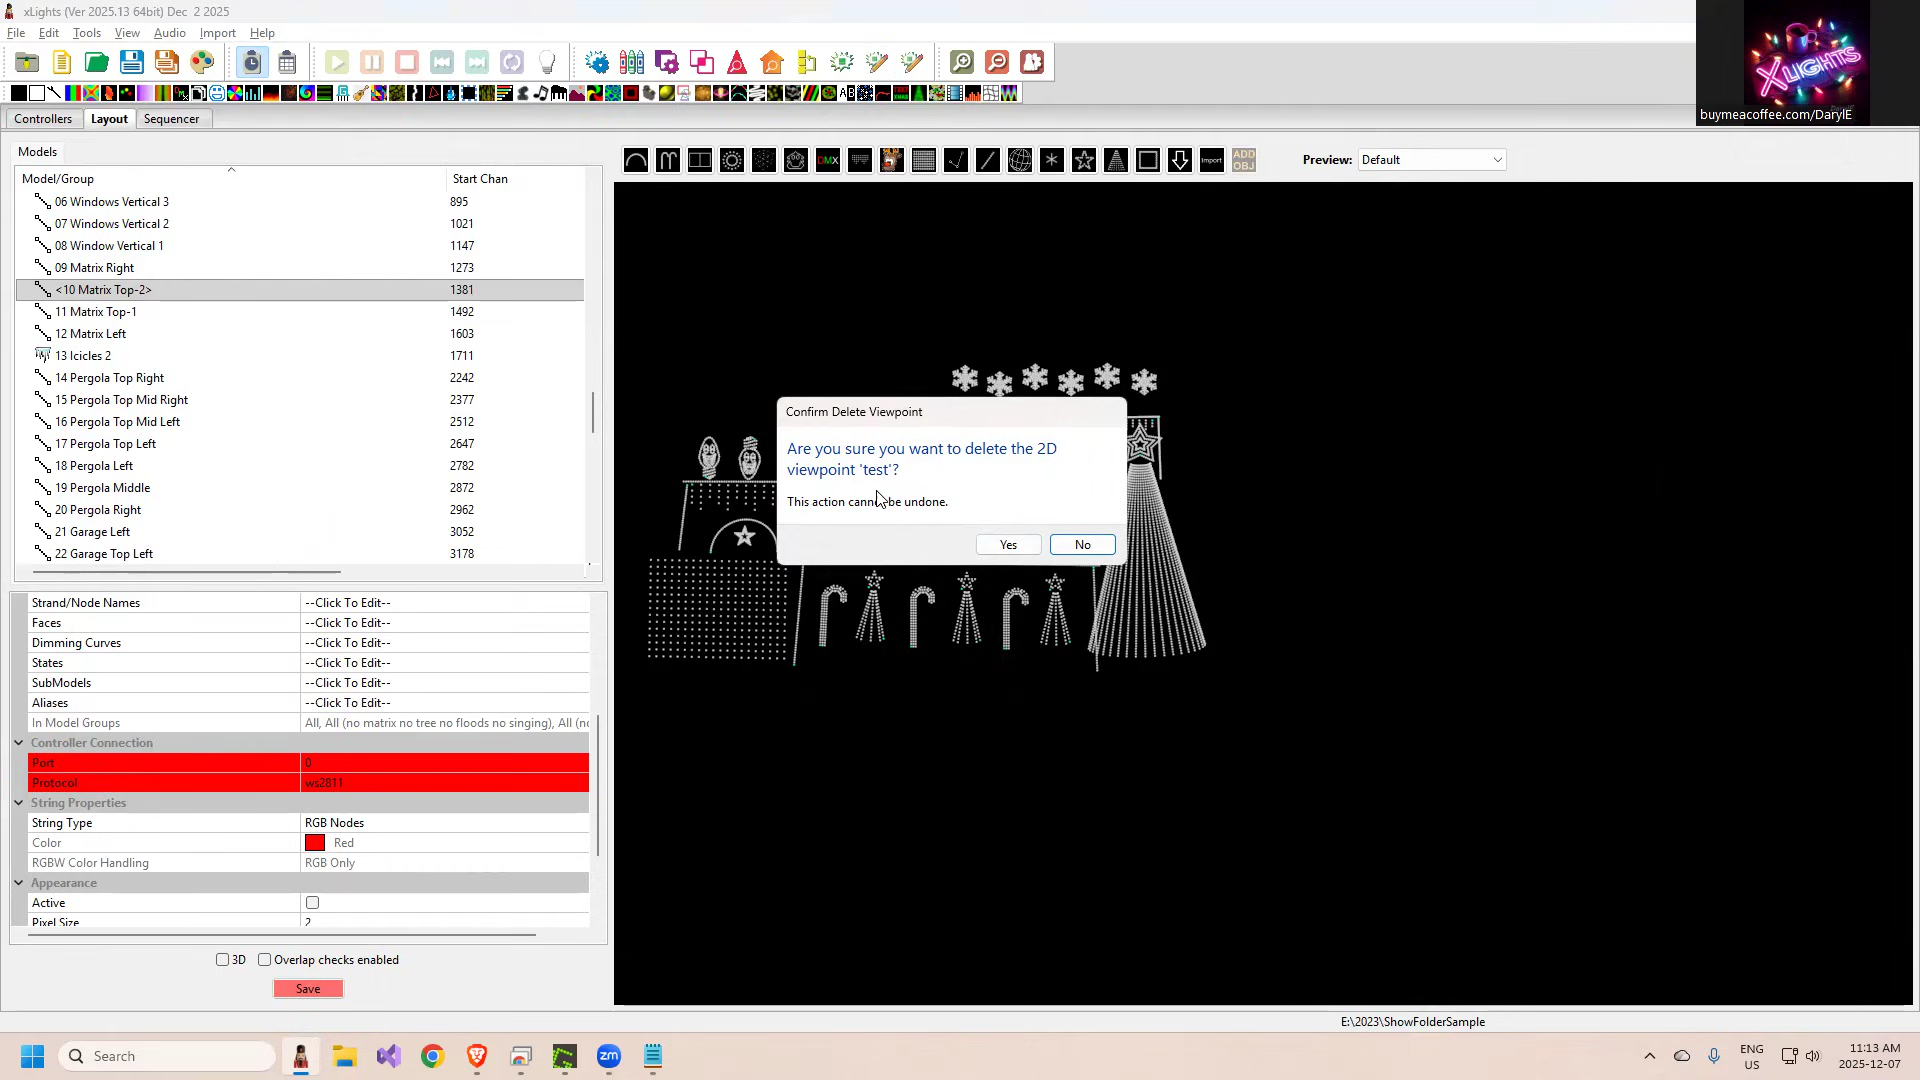 xLights (Ver 2025.13 64bit) Dec 2 2025
File Edit Tools View Audio Import Help
XLIGHTS
buymeacoffee.com/DarylE
Controllers Layout Sequencer
Models
Model/Group Start Chan
06 Windows Vertical 3 895
07 Windows Vertical 2 1021
08 Window Vertical 1 1147
09 Matrix Right 1273
<10 Matrix Top-2> 1381
11 Matrix Top-1 1492
12 Matrix Left 1603
13 Icicles 2 1711
14 Pergola Top Right 2242
15 Pergola Top Mid Right 2377
16 Pergola Top Mid Left 2512
17 Pergola Top Left 2647
18 Pergola Left 2782
19 Pergola Middle 2872
20 Pergola Right 2962
21 Garage Left 3052
22 Garage Top Left 3178
DMX
Import
ADD
OBJ
Preview: Default
Confirm Delete Viewpoint
Are you sure you want to delete the 2D
viewpoint 'test'?
This action cannot be undone.
Yes No
Strand/Node Names --Click To Edit--
Faces --Click To Edit--
Dimming Curves --Click To Edit--
States --Click To Edit--
SubModels --Click To Edit--
Aliases --Click To Edit--
In Model Groups All, All (no matrix no tree no floods no singing), All (no
Controller Connection
Port 0
Protocol ws2811
String Properties
String Type RGB Nodes
Color Red
RGBW Color Handling RGB Only
Appearance
Active
Pixel Size 2
3D Overlap checks enabled
Save
E:\2023\ShowFolderSample
Search
zm
ENG
US
11:13 AM
2025-12-07